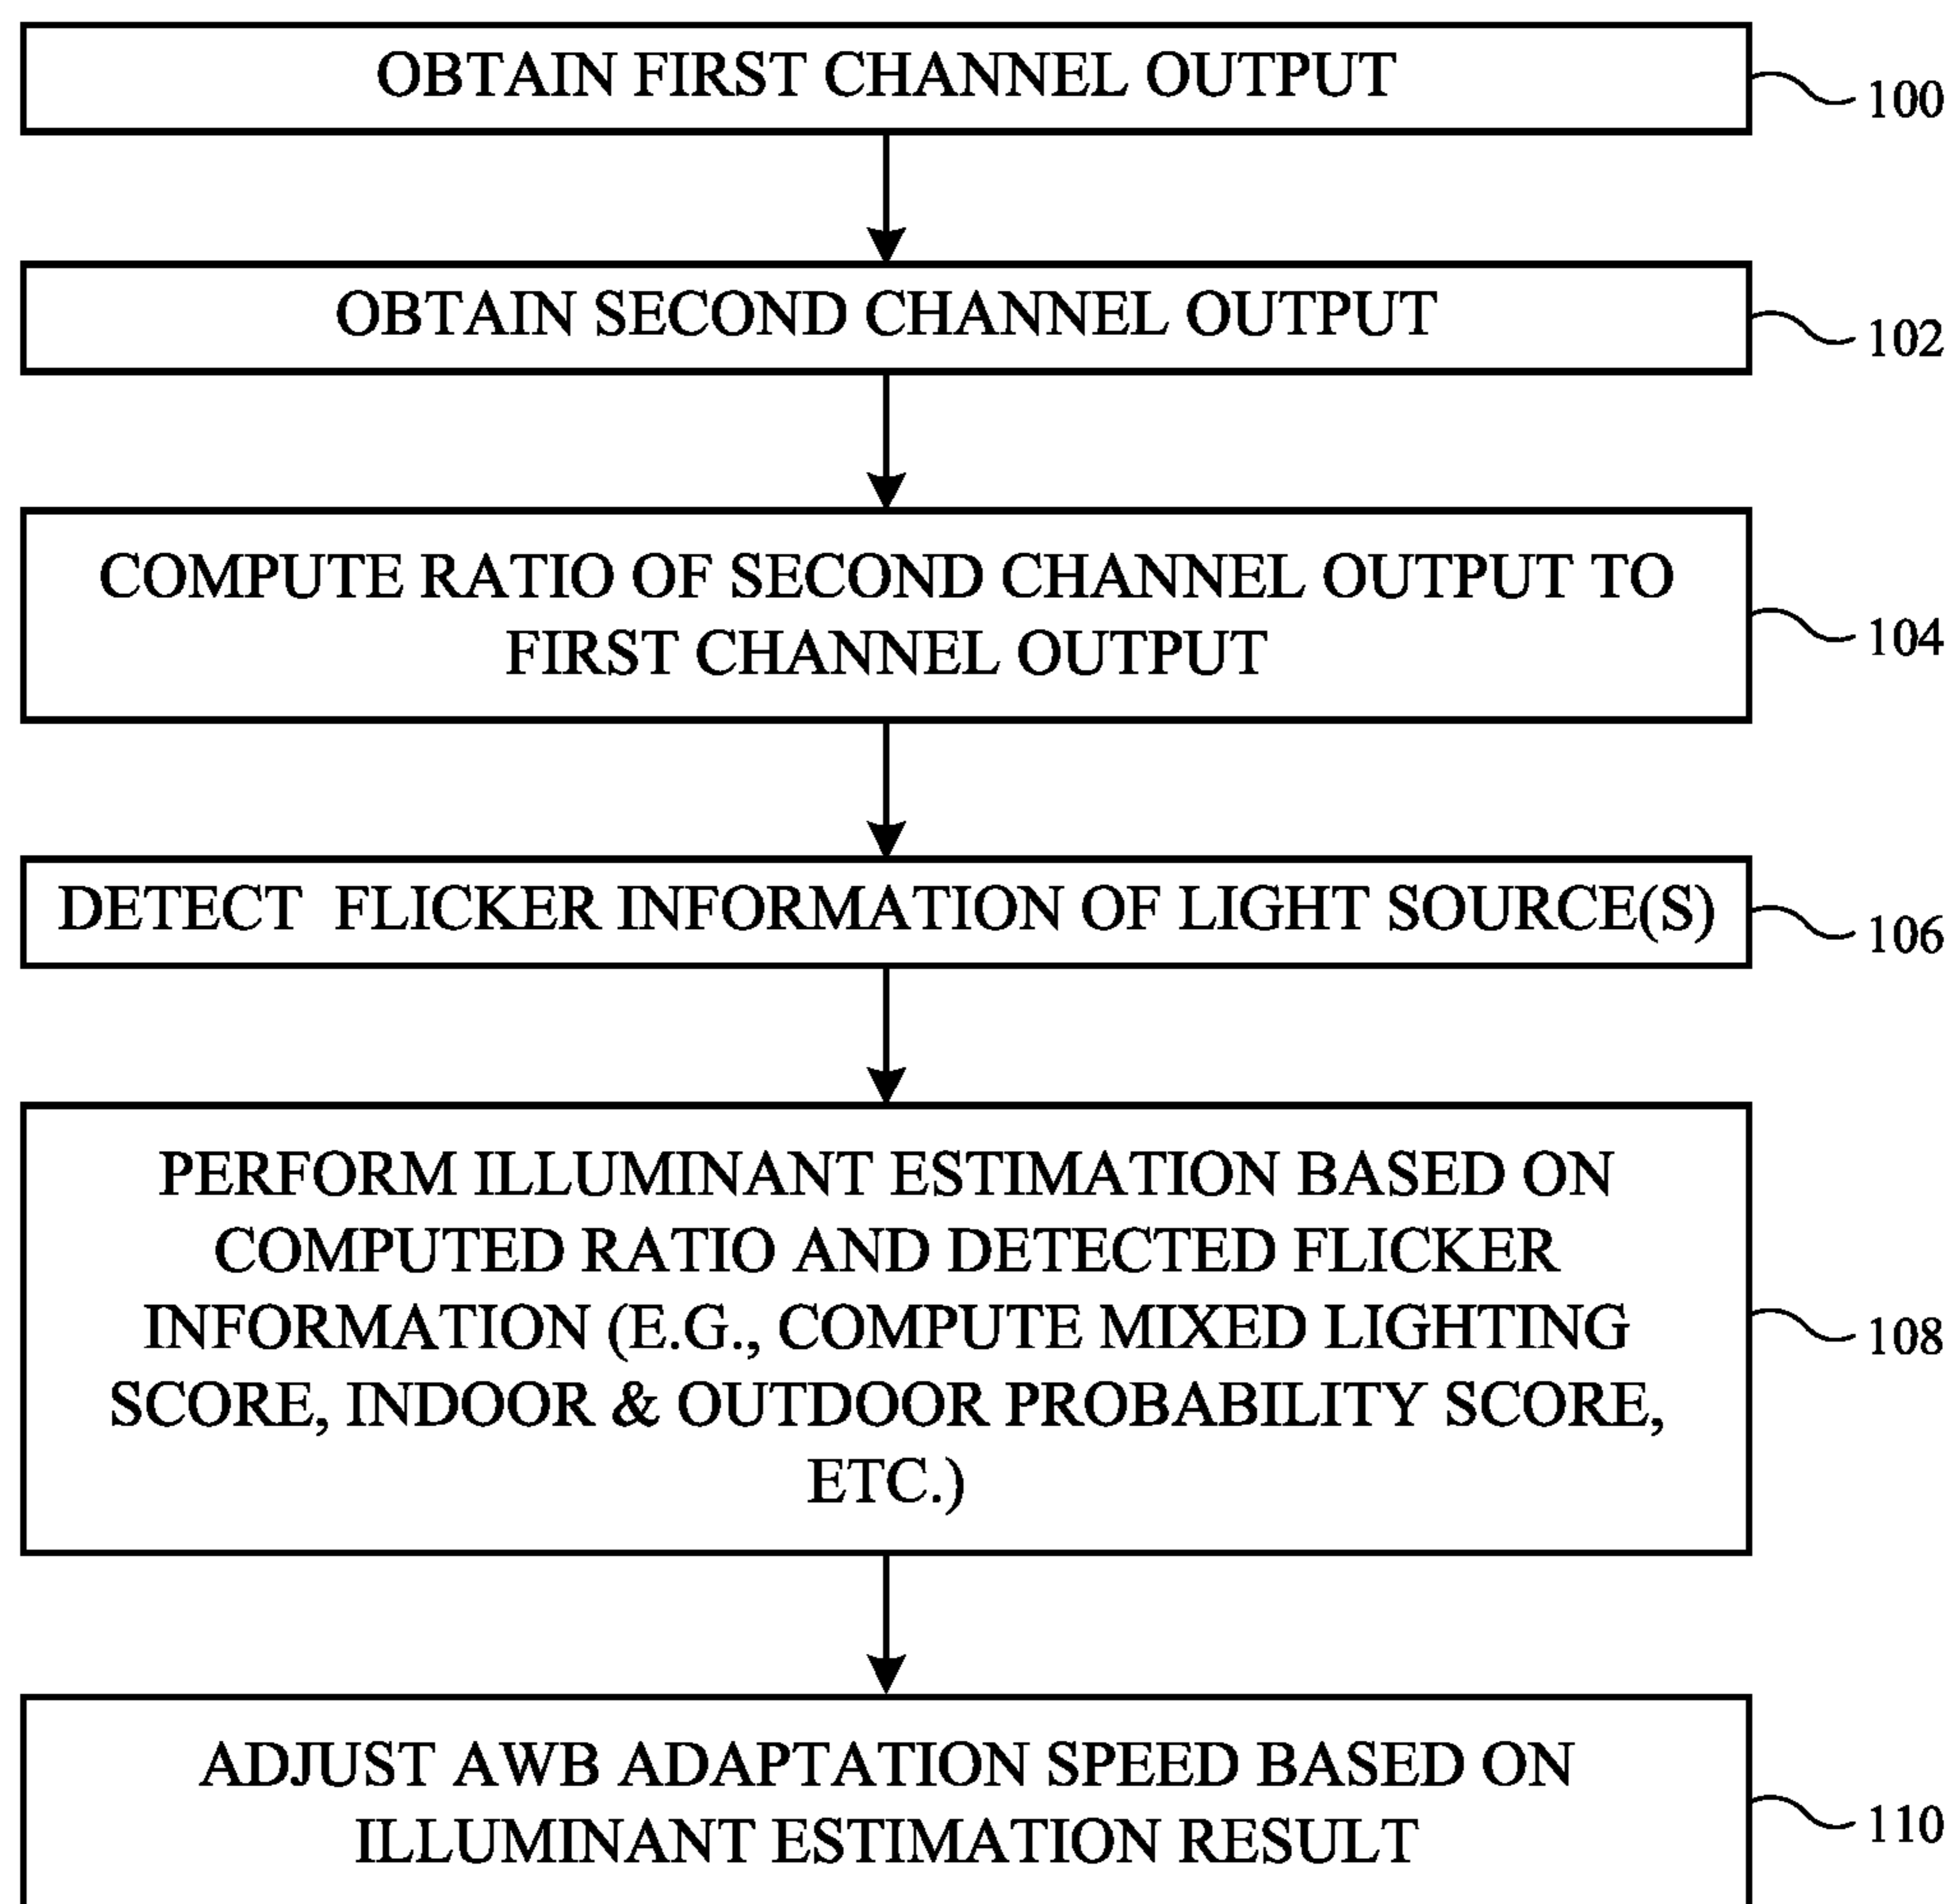 OBTAIN FIRST CHANNEL OUTPUT
100
OBTAIN SECOND CHANNEL OUTPUT
102
COMPUTE RATIO OF SECOND CHANNEL OUTPUT TO
FIRST CHANNEL OUTPUT
104
DETECT FLICKER INFORMATION OF LIGHT SOURCE(S)
106
PERFORM ILLUMINANT ESTIMATION BASED ON
COMPUTED RATIO AND DETECTED FLICKER
INFORMATION (E.G., COMPUTE MIXED LIGHTING
SCORE, INDOOR & OUTDOOR PROBABILITY SCORE,
ETC.)
108
ADJUST AWB ADAPTATION SPEED BASED ON
ILLUMINANT ESTIMATION RESULT
110